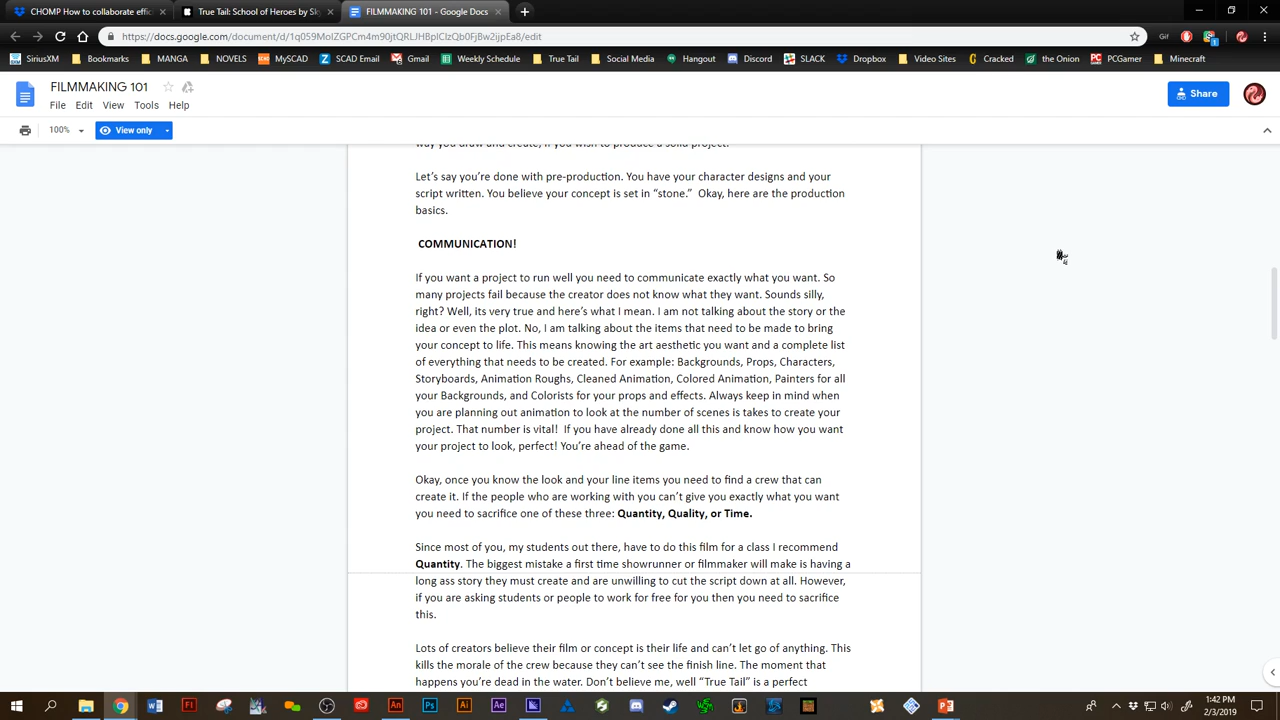 CHOMP How to collaborate effic
True Tail: School of Heroes by Sky
FILMMAKING 101 - Google Docs
https://docs.google.com/document/d/1q059MoIZGPCm4m90jtQRLJHBpICIzQb0FjBw2ijpEa8/edit
Gif
SiriusXM Bookmarks MANGA NOVELS MySCAD SCAD Email Gmail Weekly Schedule True Tail Social Media Hangout Discord SLACK Dropbox Video Sites Cracked the Onion PCGamer Minecraft
FILMMAKING 101
Share
File Edit View Tools Help
100% View only
way you draw and create, if you wish to produce a solid project.
Let's say you're done with pre-production. You have your character designs and your
script written. You believe your concept is set in “stone.”  Okay, here are the production
basics.
COMMUNICATION!
If you want a project to run well you need to communicate exactly what you want. So
many projects fail because the creator does not know what they want. Sounds silly,
right? Well, its very true and here's what I mean. I am not talking about the story or the
idea or even the plot. No, I am talking about the items that need to be made to bring
your concept to life. This means knowing the art aesthetic you want and a complete list
of everything that needs to be created. For example: Backgrounds, Props, Characters,
Storyboards, Animation Roughs, Cleaned Animation, Colored Animation, Painters for all
your Backgrounds, and Colorists for your props and effects. Always keep in mind when
you are planning out animation to look at the number of scenes is takes to create your
project. That number is vital!  If you have already done all this and know how you want
your project to look, perfect! You're ahead of the game.
Okay, once you know the look and your line items you need to find a crew that can
create it. If the people who are working with you can't give you exactly what you want
you need to sacrifice one of these three: Quantity, Quality, or Time.
Since most of you, my students out there, have to do this film for a class I recommend
Quantity. The biggest mistake a first time showrunner or filmmaker will make is having a
long ass story they must create and are unwilling to cut the script down at all. However,
if you are asking students or people to work for free for you then you need to sacrifice
this.
Lots of creators believe their film or concept is their life and can't let go of anything. This
kills the morale of the crew because they can't see the finish line. The moment that
happens you're dead in the water. Don't believe me, well “True Tail” is a perfect
1:42 PM
2/3/2019